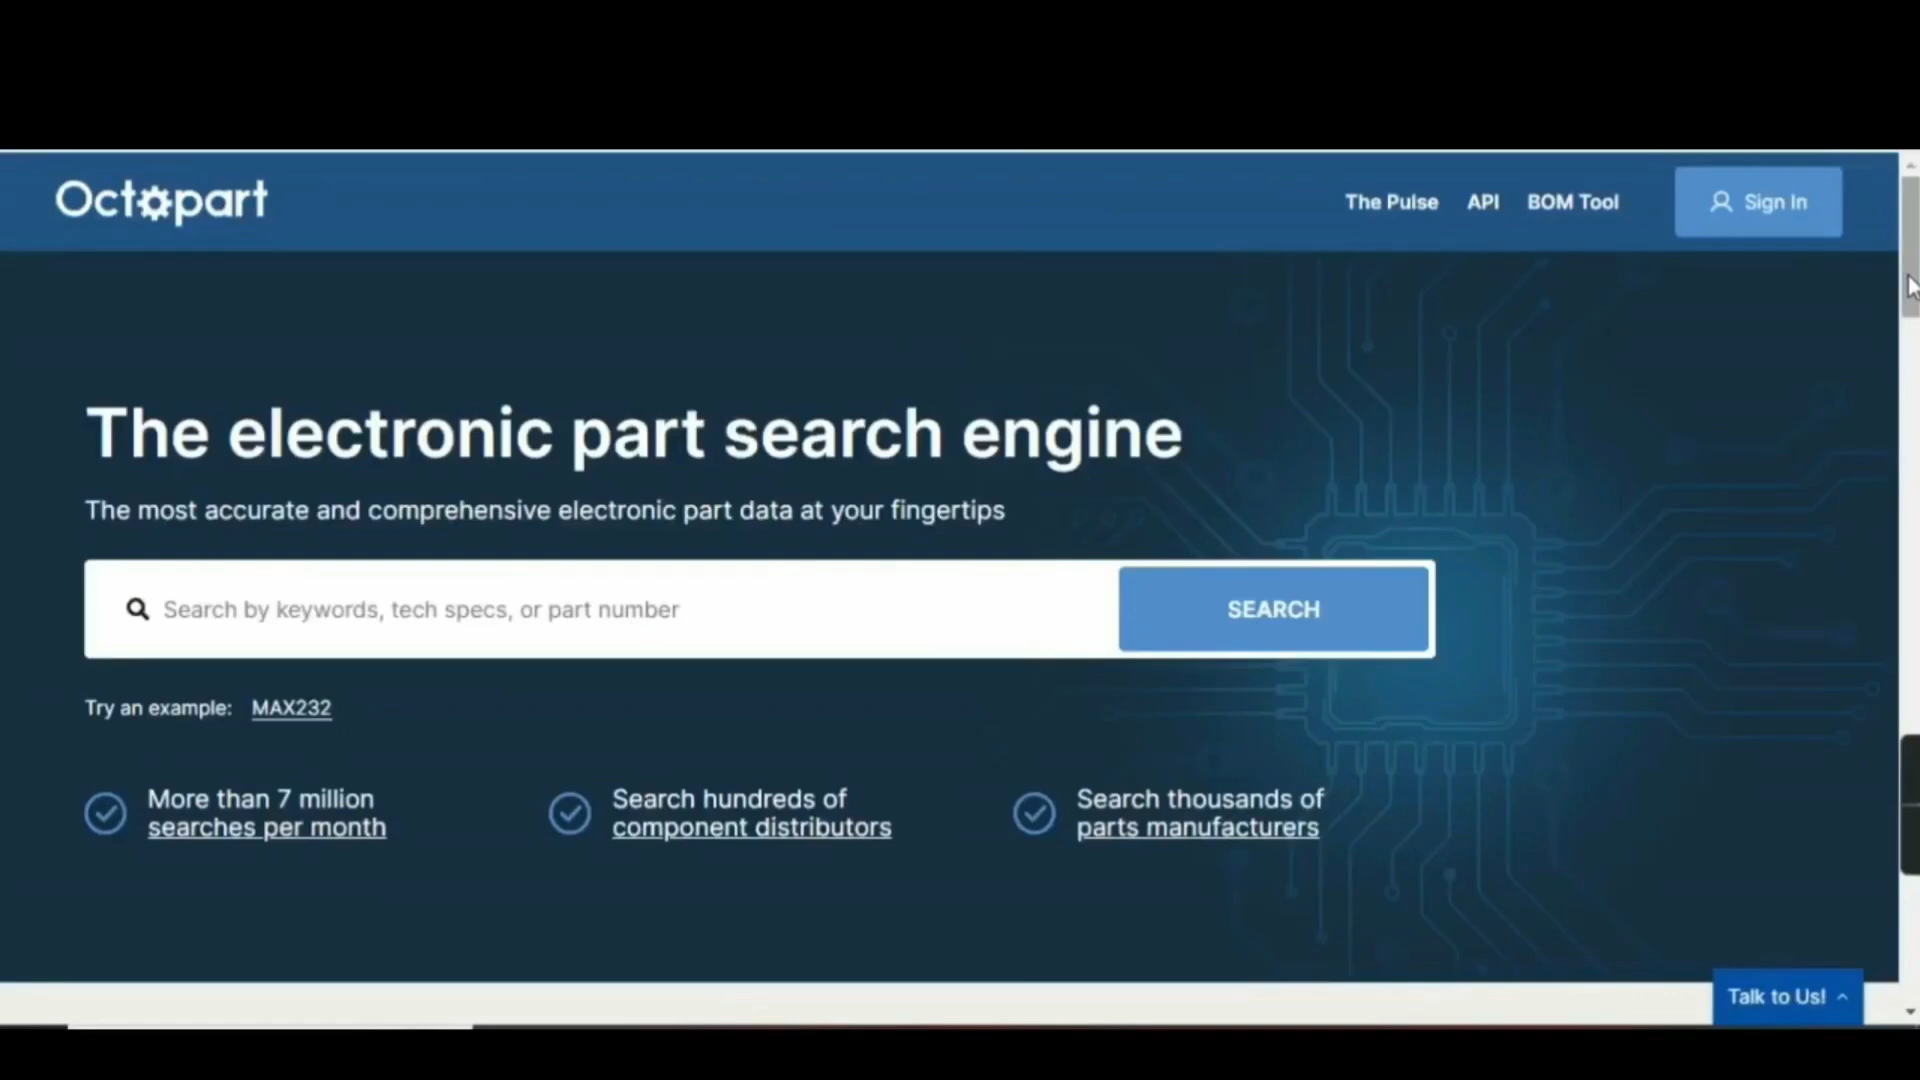 Octopart
The Pulse API BOM Tool Sign In
The electronic part search engine
The most accurate and comprehensive electronic part data at your fingertips
Search by keywords, tech specs, or part number SEARCH
Try an example: MAX232
More than 7 million
searches per month
Search hundreds of
component distributors
Search thousands of
parts manufacturers
Talk to Us!